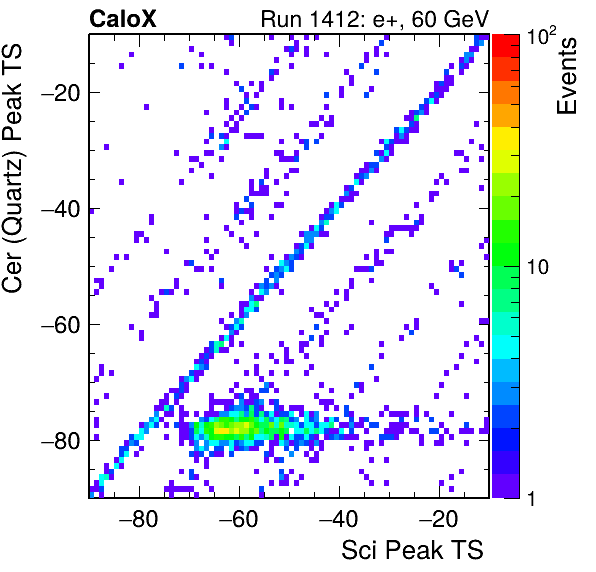 CaloX Run 1412: e+, 60 GeV
Cer (Quartz) Peak TS
−20
−40
−60
−80
−80 −60 −40 −20
Sci Peak TS
10²
10
1
Events